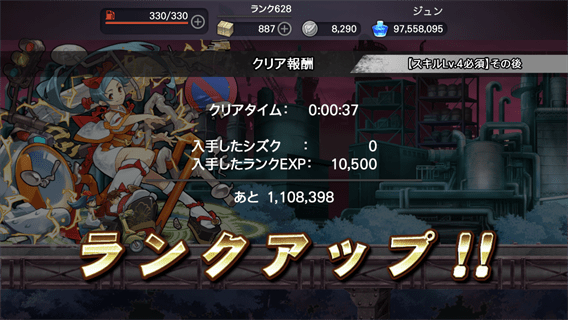 330/330
ランク628
887
8,290
ジュン
97,558,095
クリア報酬
【スキルLv.4必須】その後
クリアタイム： 0:00:37
入手したシズク ： 0
入手したランクEXP： 10,500
あと 1,108,398
ランクアップ!!